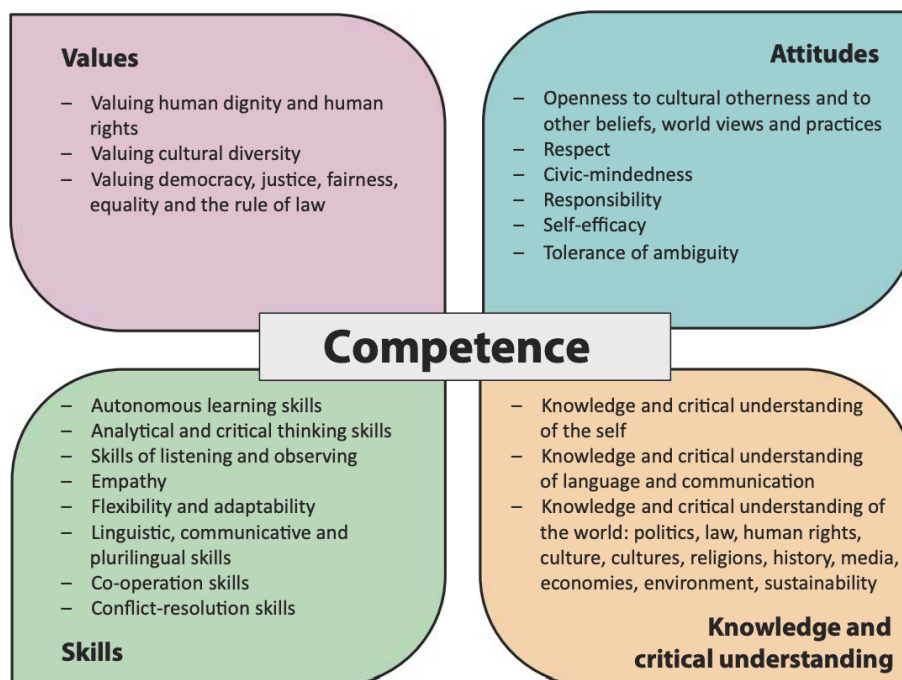 Values
– Valuing human dignity and human
rights
– Valuing cultural diversity
– Valuing democracy, justice, fairness,
equality and the rule of law
Attitudes
– Openness to cultural otherness and to
other beliefs, world views and practices
– Respect
– Civic-mindedness
– Responsibility
– Self-efficacy
– Tolerance of ambiguity
Competence
– Autonomous learning skills
– Analytical and critical thinking skills
– Skills of listening and observing
– Empathy
– Flexibility and adaptability
– Linguistic, communicative and
plurilingual skills
– Co-operation skills
– Conflict-resolution skills
Skills
– Knowledge and critical understanding
of the self
– Knowledge and critical understanding
of language and communication
– Knowledge and critical understanding of
the world: politics, law, human rights,
culture, cultures, religions, history, media,
economies, environment, sustainability
Knowledge and
critical understanding